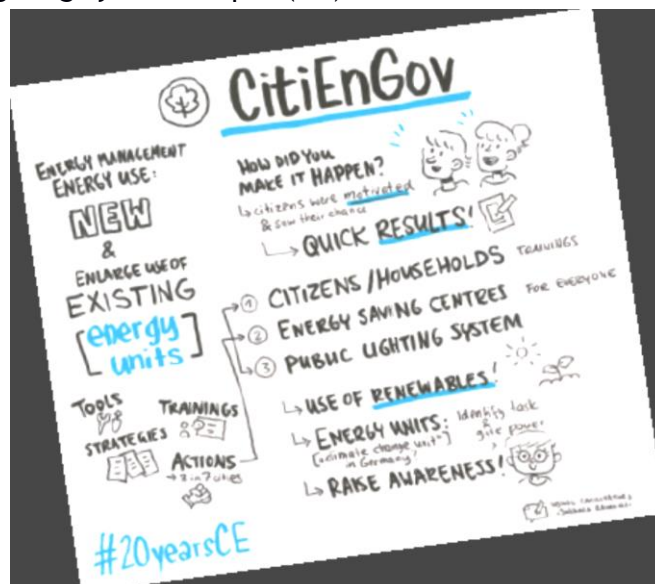 CitiEnGov
ENERGY MANAGEMENT
ENERGY USE:
NEW
&
ENLARGE USE OF
EXISTING
[energy
units]
TOOLS
TRAININGS
STRATEGIES
ACTIONS
HOW DID YOU
MAKE IT HAPPEN?
↳ citizens were motivated
& saw their chance
↳ QUICK RESULTS!
① CITIZENS/HOUSEHOLDS TRAININGS
② ENERGY SAVING CENTRES FOR EVERYONE
③ PUBLIC LIGHTING SYSTEM
↳ USE OF RENEWABLES!
↳ ENERGY UNITS: Identify task
["climate change unit" &
in Germany] give power
↳ RAISE AWARENESS!
#20yearsCE